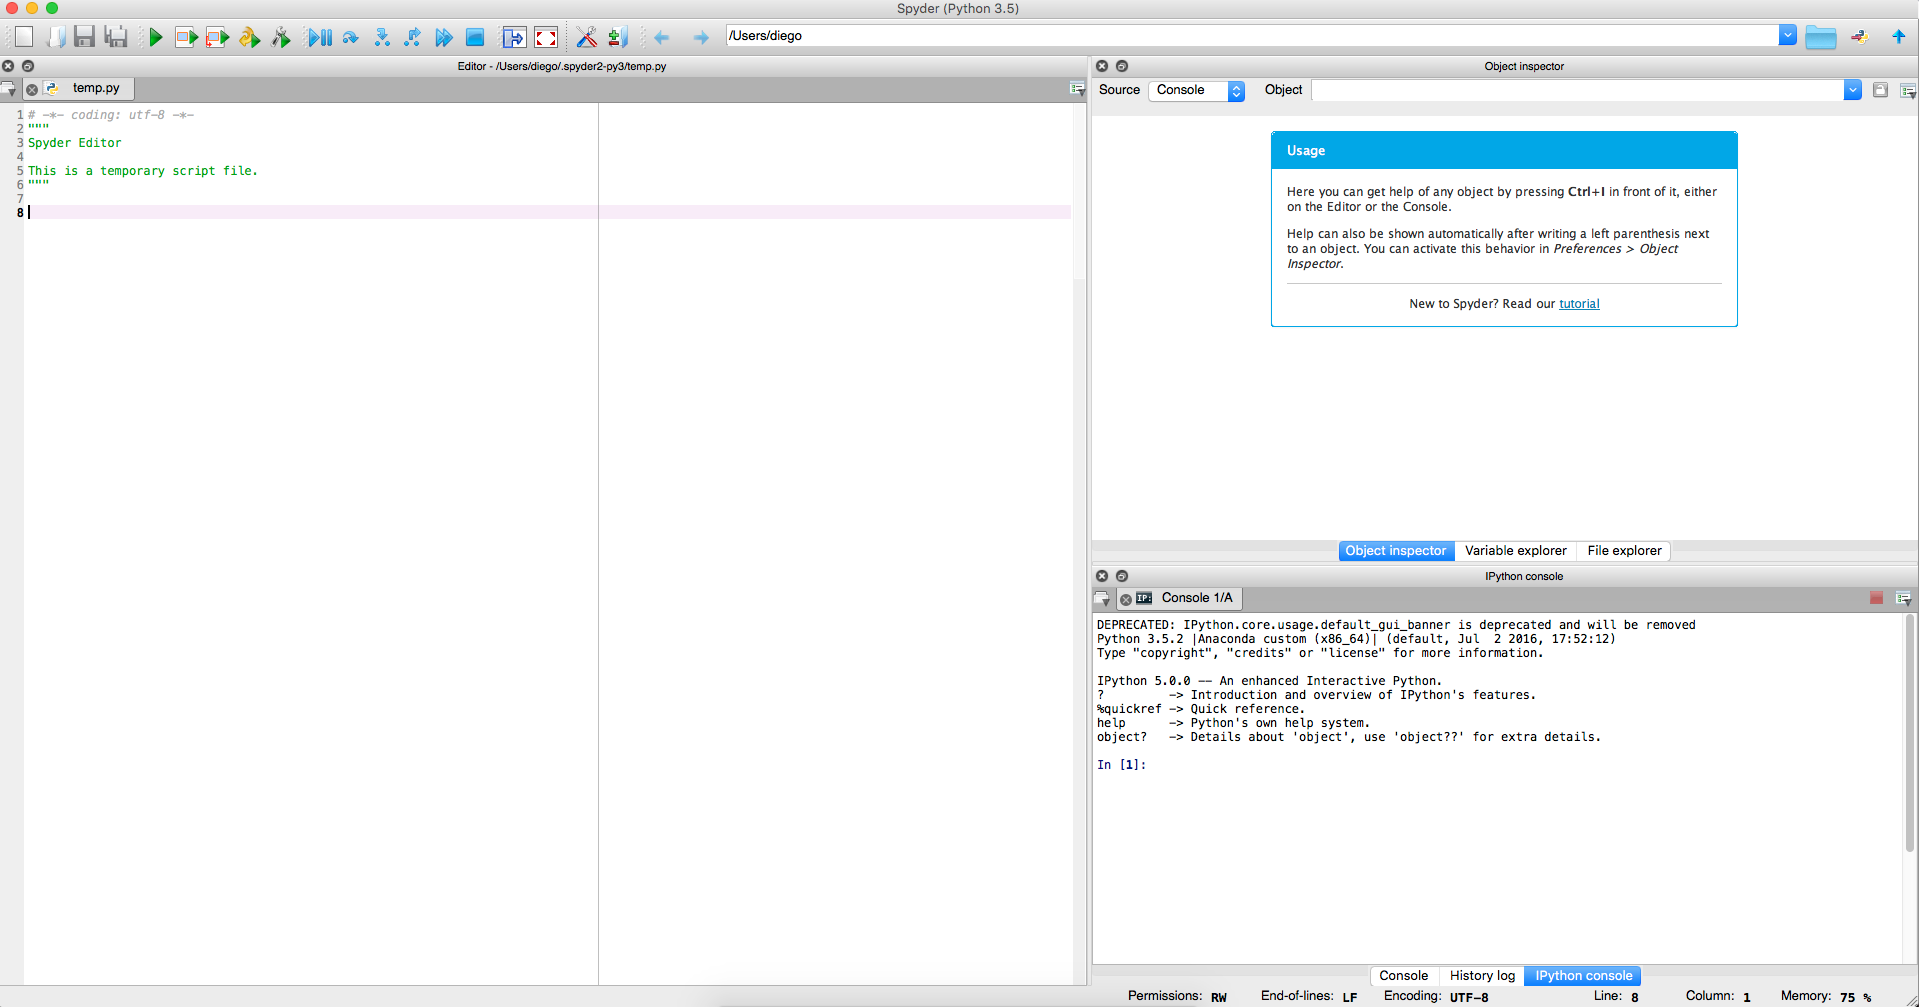 Spyder (Python 3.5)
/Users/diego
Editor - /Users/diego/.spyder2-py3/temp.py
temp.py
1 # -*- coding: utf-8 -*-
2 """
3 Spyder Editor
4
5 This is a temporary script file.
6 """
7
8
Object inspector
Source Console Object
Usage
Here you can get help of any object by pressing Ctrl+I in front of it, either
on the Editor or the Console.
Help can also be shown automatically after writing a left parenthesis next
to an object. You can activate this behavior in Preferences > Object
Inspector.
New to Spyder? Read our tutorial
Object inspector Variable explorer File explorer
IPython console
IP: Console 1/A
DEPRECATED: IPython.core.usage.default_gui_banner is deprecated and will be removed
Python 3.5.2 |Anaconda custom (x86_64)| (default, Jul  2 2016, 17:52:12)
Type "copyright", "credits" or "license" for more information.
IPython 5.0.0 -- An enhanced Interactive Python.
?         -> Introduction and overview of IPython's features.
%quickref -> Quick reference.
help      -> Python's own help system.
object?   -> Details about 'object', use 'object??' for extra details.
In [1]:
Console History log IPython console
Permissions: RW End-of-lines: LF Encoding: UTF-8 Line: 8 Column: 1 Memory: 75 %